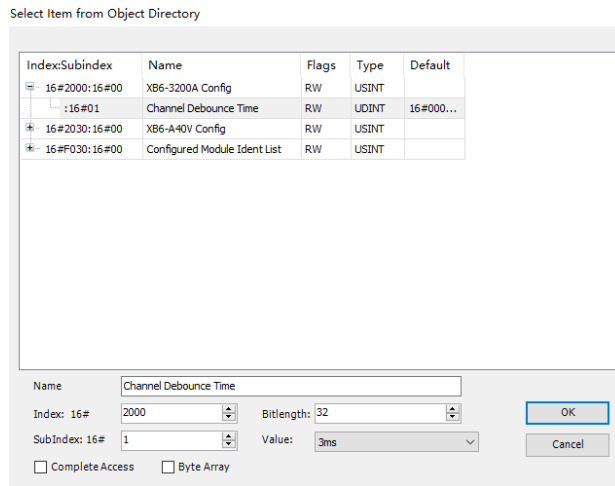 Select Item from Object Directory
Index:Subindex Name Flags Type Default
16#2000:16#00 XB6-3200A Config RW USINT
:16#01 Channel Debounce Time RW UDINT 16#000...
16#2030:16#00 XB6-A40V Config RW USINT
16#F030:16#00 Configured Module Ident List RW USINT
Name Channel Debounce Time
Index: 16# 2000 Bitlength: 32 OK
SubIndex: 16# 1 Value: 3ms Cancel
Complete Access Byte Array